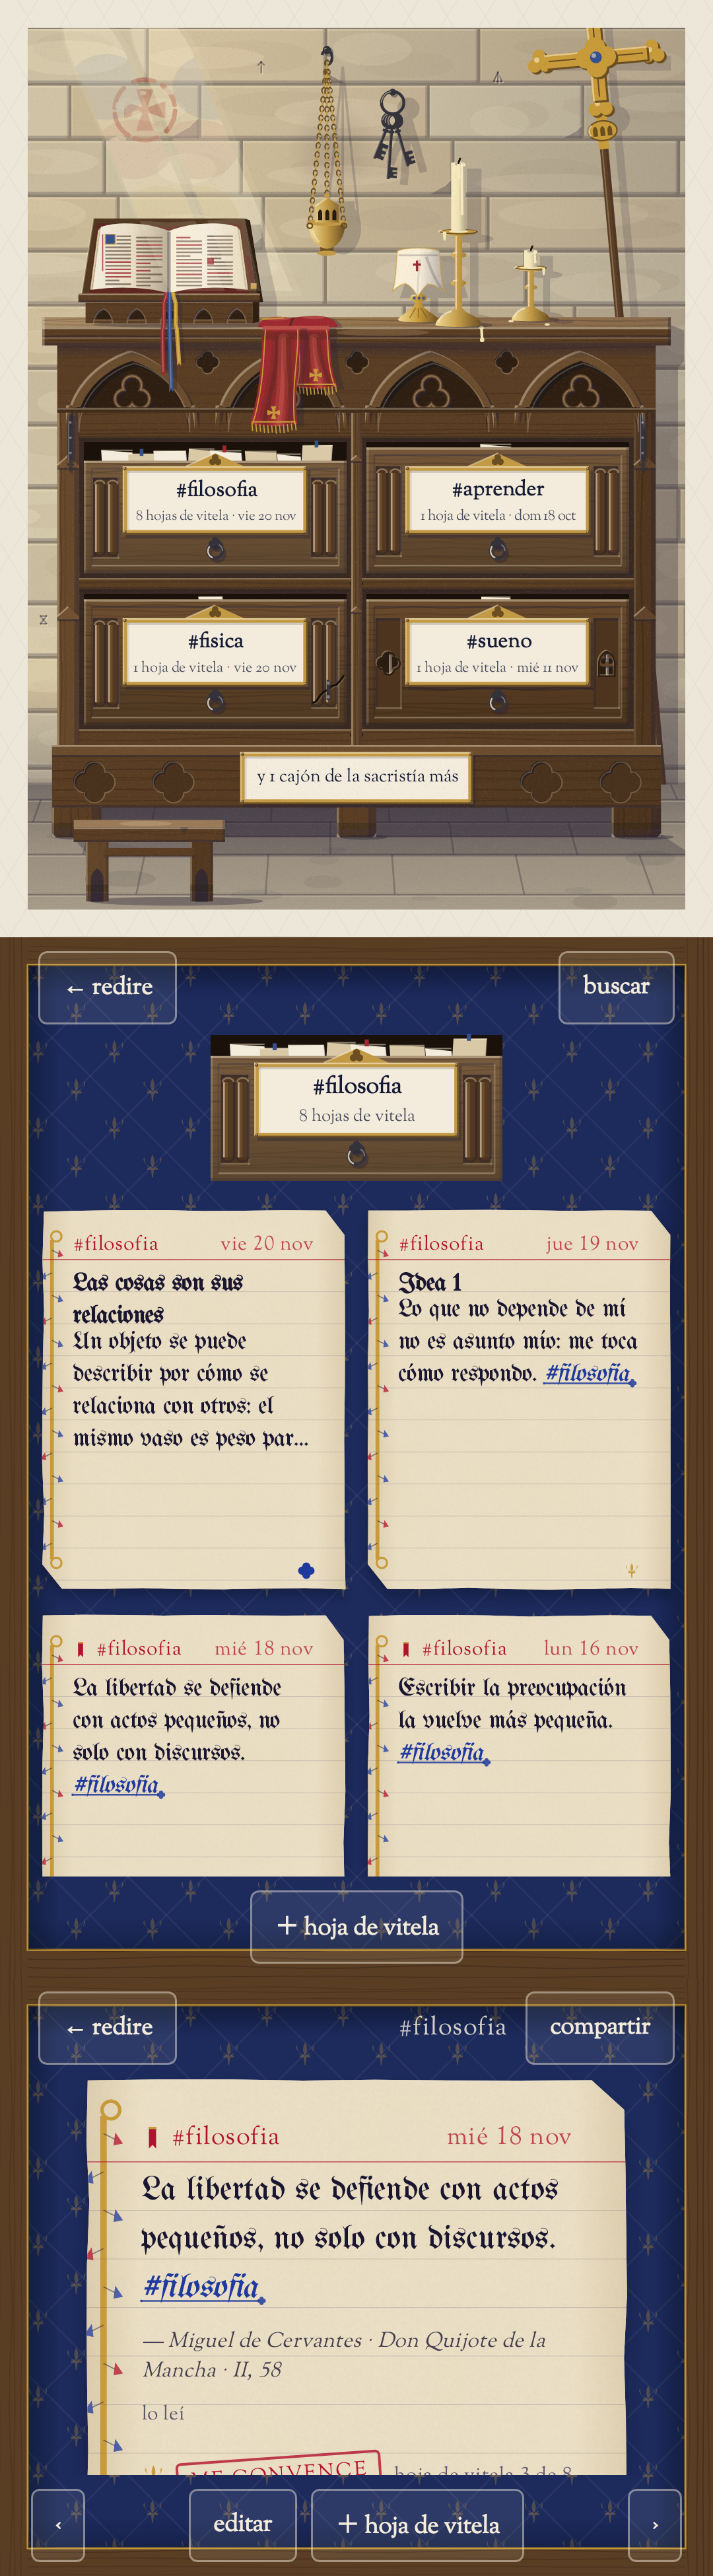 #filosofia
8 hojas de vitela · vie 20 nov
#aprender
1 hoja de vitela · dom 18 oct
#fisica
1 hoja de vitela · vie 20 nov
#sueno
1 hoja de vitela · mié 11 nov
y 1 cajón de la sacristía más
← redire
buscar
#filosofia
8 hojas de vitela
#filosofia vie 20 nov
Las cosas son sus
relaciones
Un objeto se puede
describir por cómo se
relaciona con otros: el
mismo vaso es peso par...
#filosofia jue 19 nov
Idea 1
Lo que no depende de mí
no es asunto mío: me toca
cómo respondo. #filosofia
#filosofia mié 18 nov
La libertad se defiende
con actos pequeños, no
solo con discursos.
#filosofia
#filosofia lun 16 nov
Escribir la preocupación
la vuelve más pequeña.
#filosofia
+ hoja de vitela
← redire
#filosofia
compartir
#filosofia mié 18 nov
La libertad se defiende con actos
pequeños, no solo con discursos.
#filosofia
— Miguel de Cervantes · Don Quijote de la
Mancha · II, 58
lo leí
ME CONVENCE
hoja de vitela 3 de 8
‹
editar
+ hoja de vitela
›